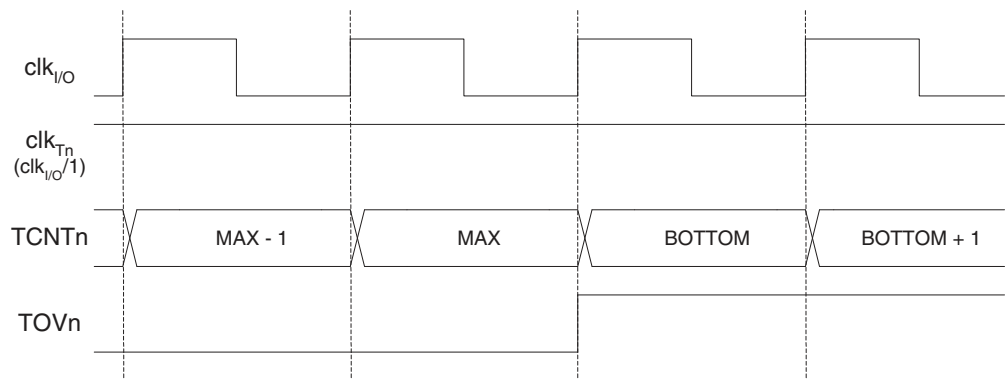 clkI/O
clkTn
(clkI/O/1)
TCNTn MAX - 1 MAX BOTTOM BOTTOM + 1
TOVn